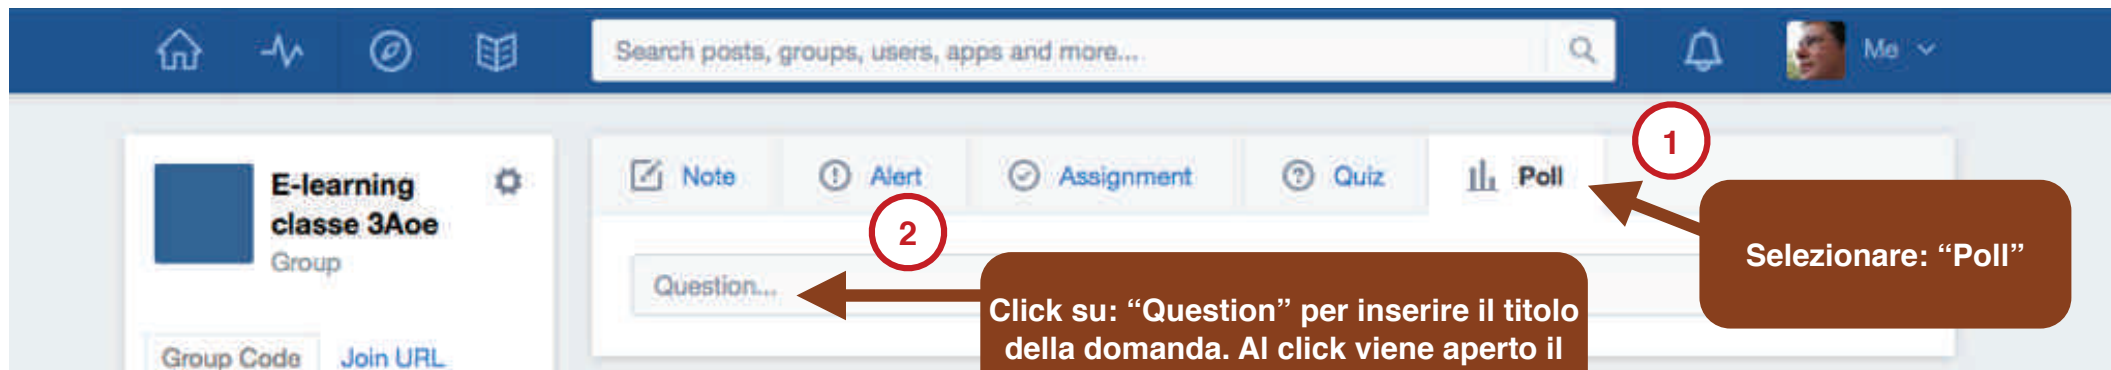 Search posts, groups, users, apps and more...
Me
1
E-learning
classe 3Aoe
Group
Note
Alert
Assignment
Quiz
Poll
2
Selezionare: “Poll”
Question...
Click su: “Question” per inserire il titolo
della domanda. Al click viene aperto il
Group Code
Join URL